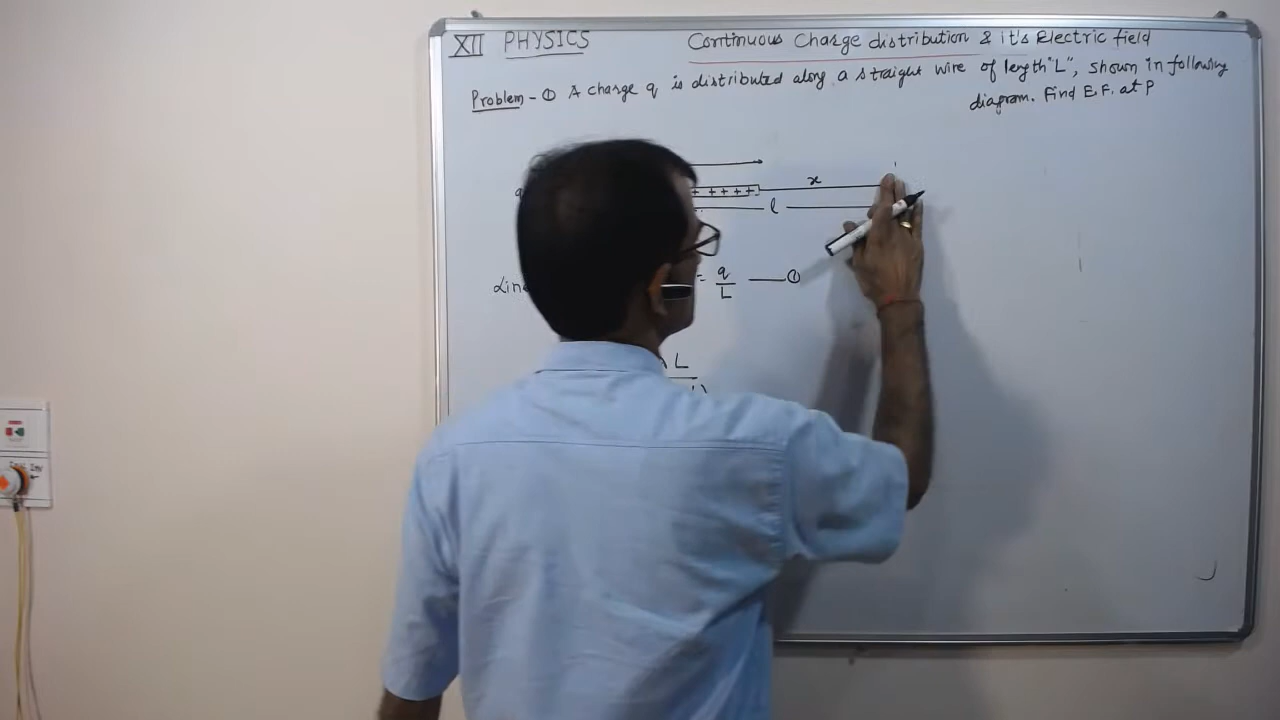 XII PHYSICS Continuous Charge distribution & it's Electric field
Problem - ① A charge q is distributed along a straight wire of length "L", shown in following
diagram. Find E.F. at P
x
+ + + + +
l
= q/L —①
L